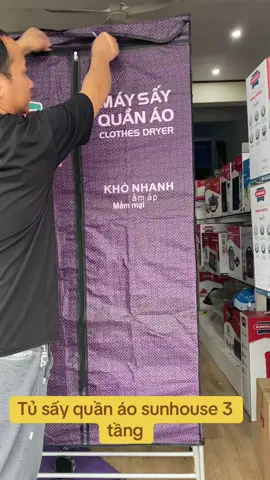 MÁY SẤY
QUẦN ÁO
CLOTHES DRYER
KHÔ NHANH
ấm áp
Mềm mại
Tủ sấy quần áo sunhouse 3
tầng